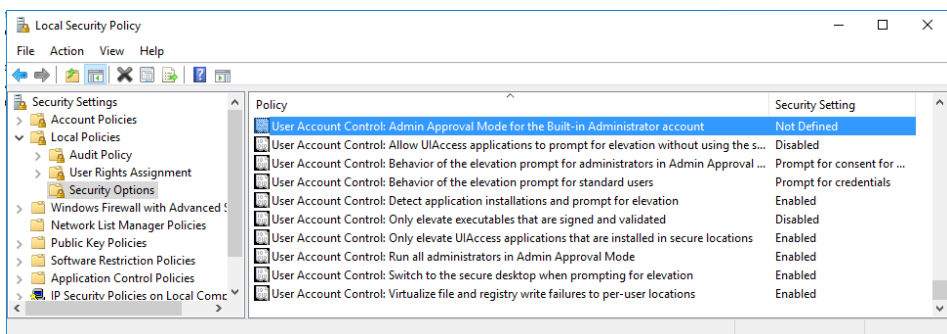 Local Security Policy
File Action View Help
Security Settings
Account Policies
Local Policies
Audit Policy
User Rights Assignment
Security Options
Windows Firewall with Advanced S
Network List Manager Policies
Public Key Policies
Software Restriction Policies
Application Control Policies
IP Security Policies on Local Comp
Policy Security Setting
User Account Control: Admin Approval Mode for the Built-in Administrator account Not Defined
User Account Control: Allow UIAccess applications to prompt for elevation without using the s... Disabled
User Account Control: Behavior of the elevation prompt for administrators in Admin Approval ... Prompt for consent for ...
User Account Control: Behavior of the elevation prompt for standard users Prompt for credentials
User Account Control: Detect application installations and prompt for elevation Enabled
User Account Control: Only elevate executables that are signed and validated Disabled
User Account Control: Only elevate UIAccess applications that are installed in secure locations Enabled
User Account Control: Run all administrators in Admin Approval Mode Enabled
User Account Control: Switch to the secure desktop when prompting for elevation Enabled
User Account Control: Virtualize file and registry write failures to per-user locations Enabled